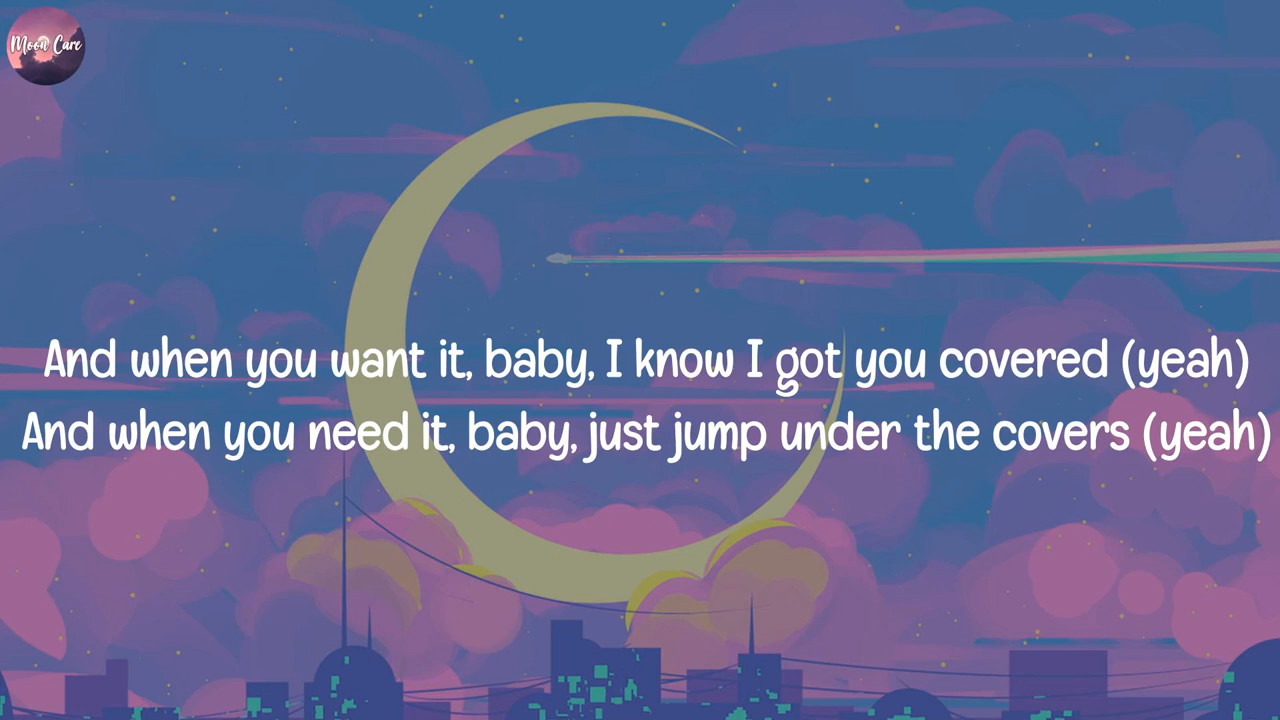 Moon Care
And when you want it, baby, I know I got you covered (yeah)
And when you need it, baby, just jump under the covers (yeah)